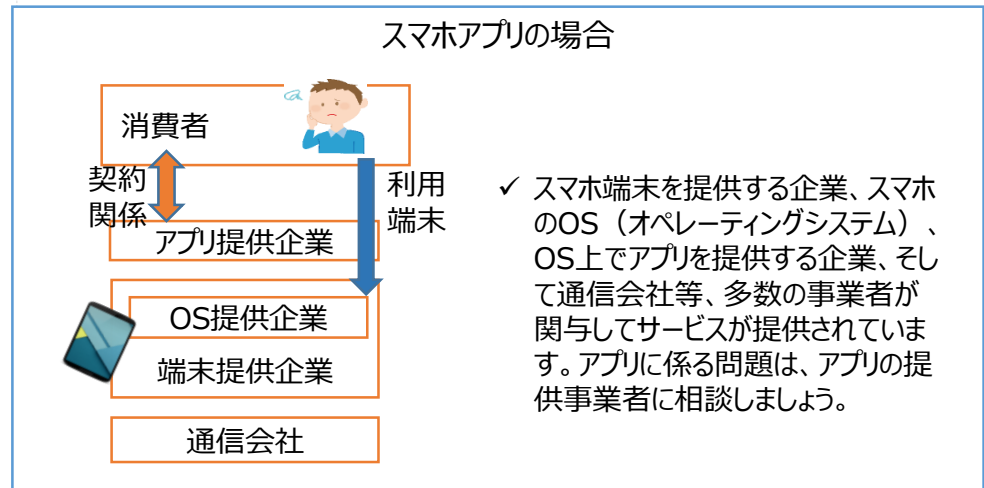 スマホアプリの場合
消費者
契約
関係
利用
端末
アプリ提供企業
OS提供企業
端末提供企業
通信会社
✓ スマホ端末を提供する企業、スマホ
のOS（オペレーティングシステム）、
OS上でアプリを提供する企業、そし
て通信会社等、多数の事業者が
関与してサービスが提供されていま
す。アプリに係る問題は、アプリの提
供事業者に相談しましょう。